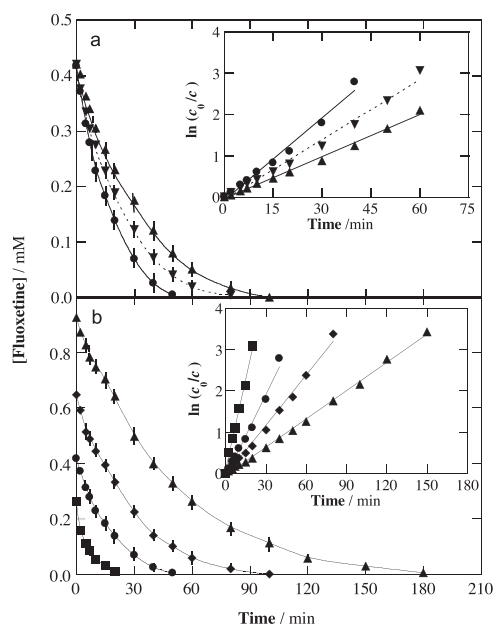 0.5
0.4
0.3
0.2
0.1
0.0
a
4
3
2
1
0
ln (c0/c)
0 15 30 45 60 75
Time /min
[Fluoxetine] / mM
b
0.8
0.6
0.4
0.2
0.0
4
3
2
1
0
ln (c0/c)
0 30 60 90 120 150 180
Time / min
0 30 60 90 120 150 180 210
Time / min